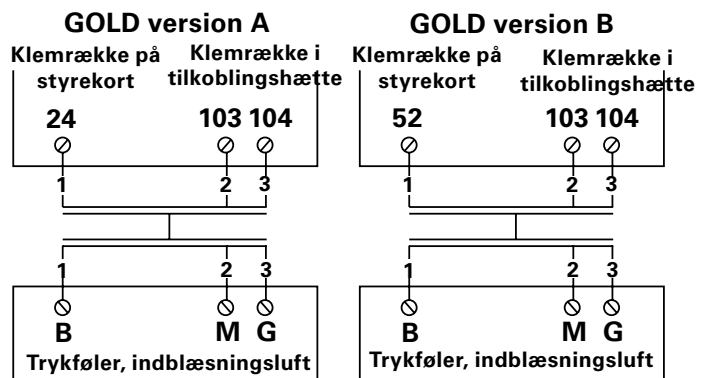 GOLD version A
Klemrække på
styrekort
Klemrække i
tilkoblingshætte
24
103 104
1
2
3
1
2
3
B
M
G
Trykføler, indblæsningsluft
GOLD version B
Klemrække på
styrekort
Klemrække i
tilkoblingshætte
52
103 104
1
2
3
1
2
3
B
M
G
Trykføler, indblæsningsluft